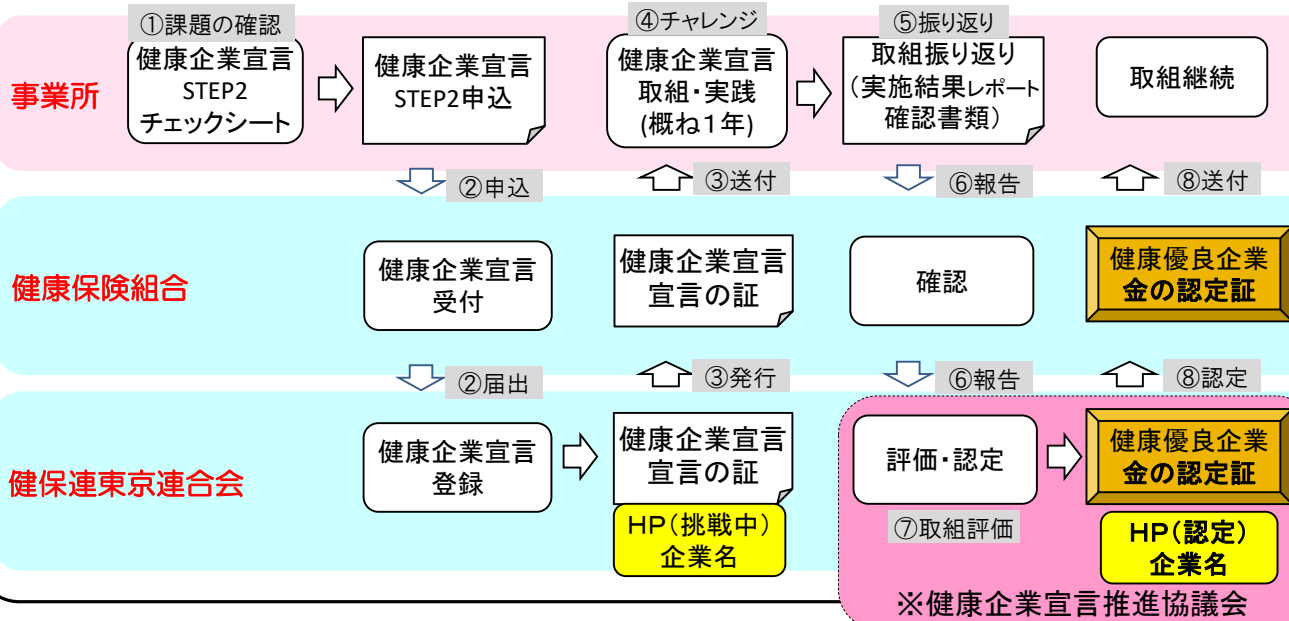 ①課題の確認
④チャレンジ
⑤振り返り
事業所
健康企業宣言
STEP2
チェックシート
健康企業宣言
STEP2申込
健康企業宣言
取組・実践
(概ね1年)
取組振り返り
(実施結果レポート
確認書類)
取組継続
②申込
③送付
⑥報告
⑧送付
健康保険組合
健康企業宣言
受付
健康企業宣言
宣言の証
確認
健康優良企業
金の認定証
②届出
③発行
⑥報告
⑧認定
健保連東京連合会
健康企業宣言
登録
健康企業宣言
宣言の証
HP(挑戦中)
企業名
評価・認定
⑦取組評価
健康優良企業
金の認定証
HP(認定)
企業名
※健康企業宣言推進協議会